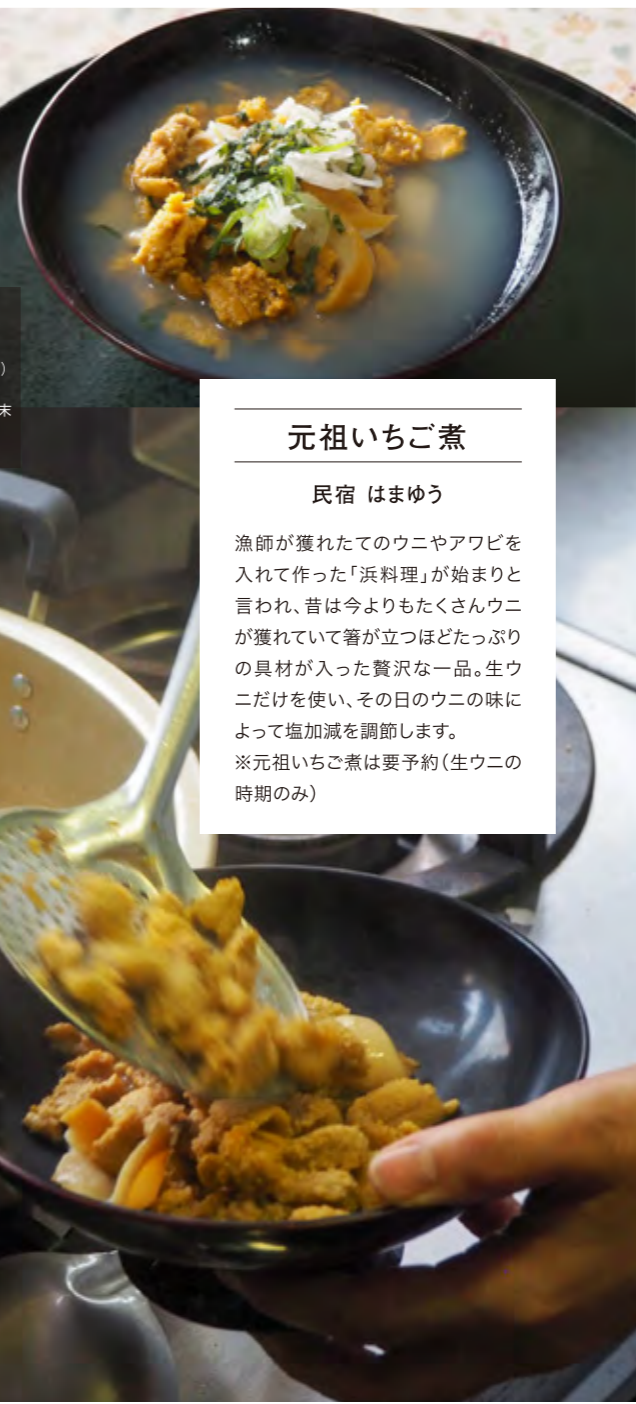 )
末
元祖いちご煮
民宿 はまゆう
漁師が獲れたてのウニやアワビを
入れて作った「浜料理」が始まりと
言われ、昔は今よりもたくさんウニ
が獲れていて箸が立つほどたっぷり
の具材が入った贅沢な一品。生ウ
ニだけを使い、その日のウニの味に
よって塩加減を調節します。
※元祖いちご煮は要予約（生ウニの
時期のみ）